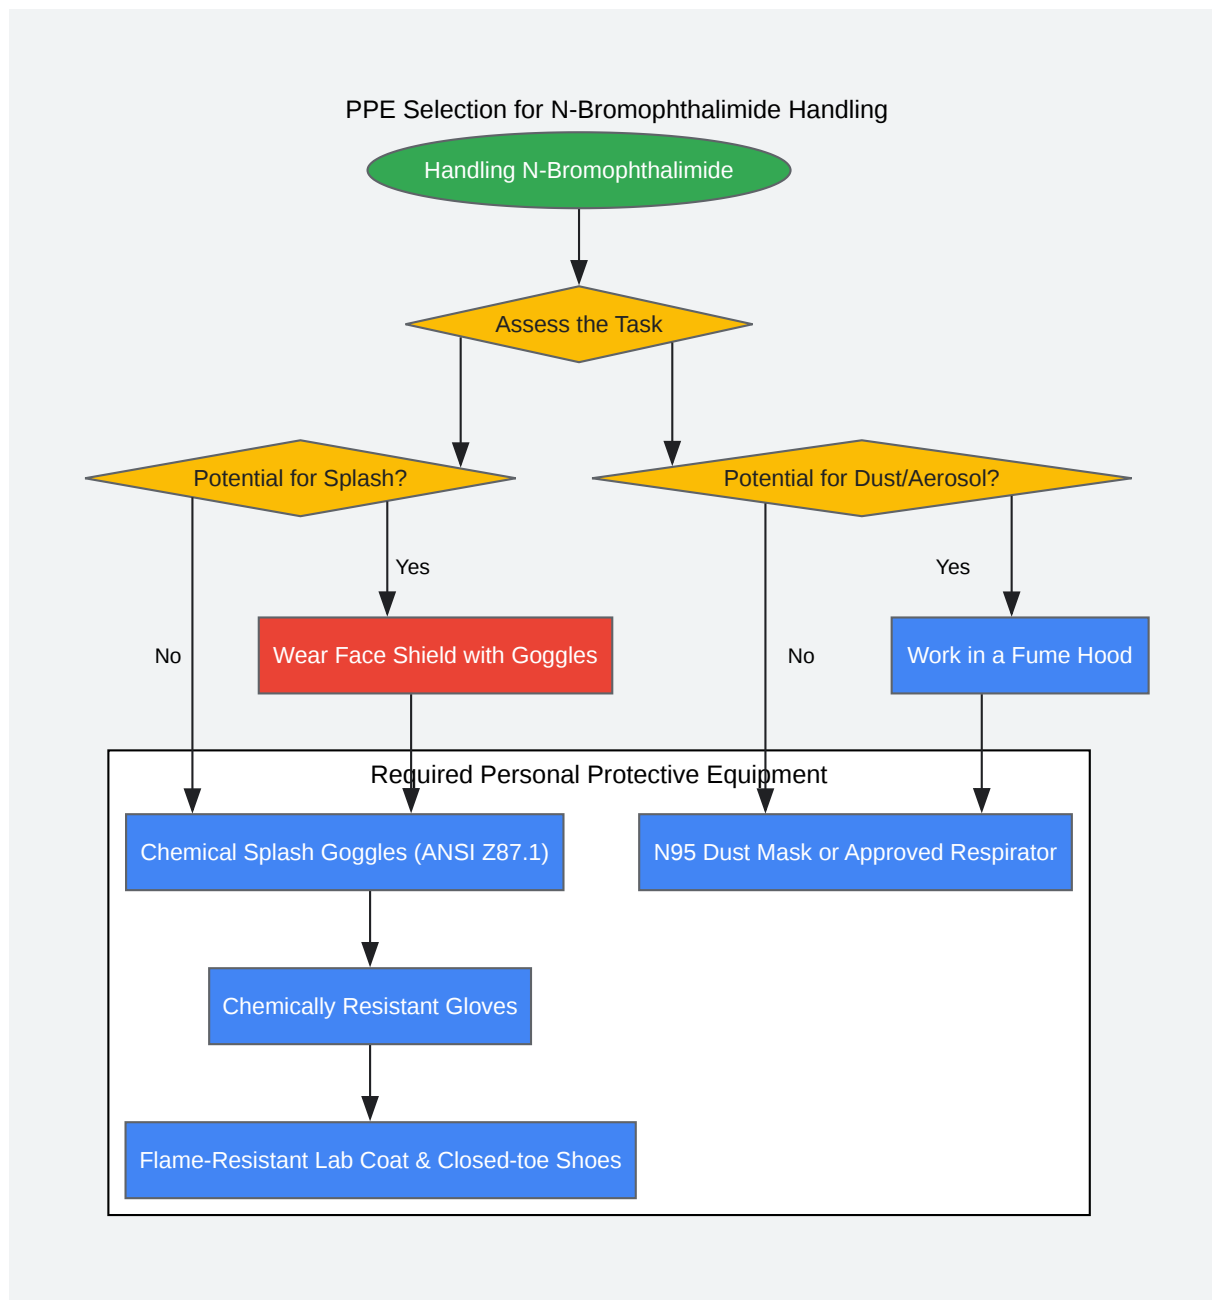 PPE Selection for N-Bromophthalimide Handling
Handling N-Bromophthalimide
Assess the Task
Potential for Splash?
Potential for Dust/Aerosol?
Yes
Yes
No
Wear Face Shield with Goggles
No
Work in a Fume Hood
Required Personal Protective Equipment
Chemical Splash Goggles (ANSI Z87.1)
N95 Dust Mask or Approved Respirator
Chemically Resistant Gloves
Flame-Resistant Lab Coat & Closed-toe Shoes